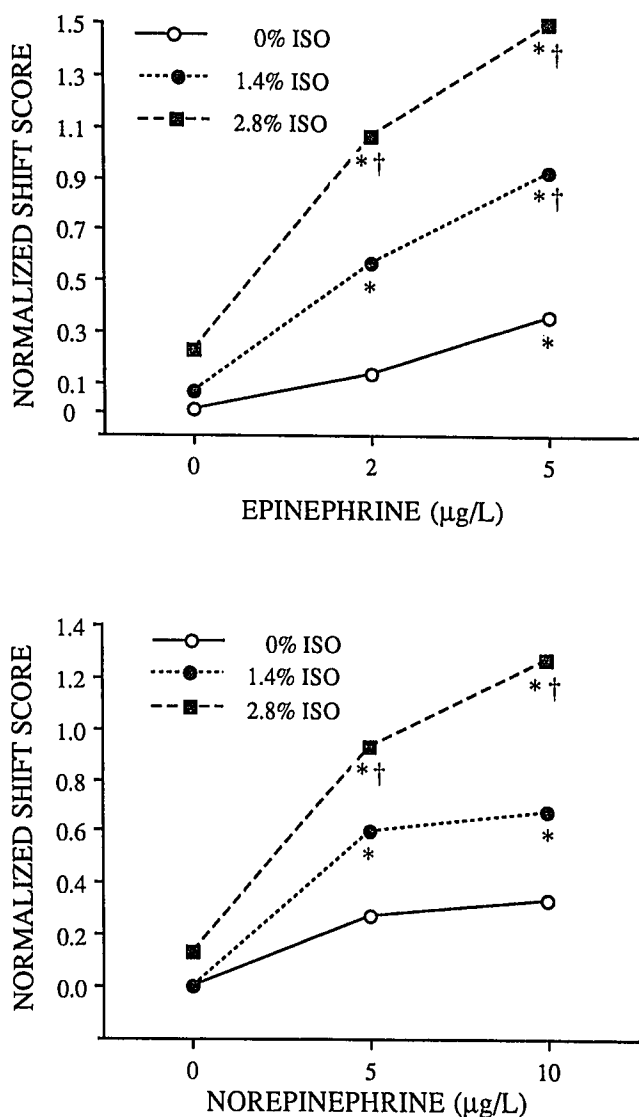 NORMALIZED SHIFT SCORE
1.5
1.3
1.1
0.9
0.7
0.5
0.3
0.1
0
0% ISO
1.4% ISO
2.8% ISO
* †
* †
* †
*
*
0 2 5
EPINEPHRINE (µg/L)
NORMALIZED SHIFT SCORE
1.4
1.2
1.0
0.8
0.6
0.4
0.2
0.0
0% ISO
1.4% ISO
2.8% ISO
* †
* †
* *
0 5 10
NOREPINEPHRINE (µg/L)